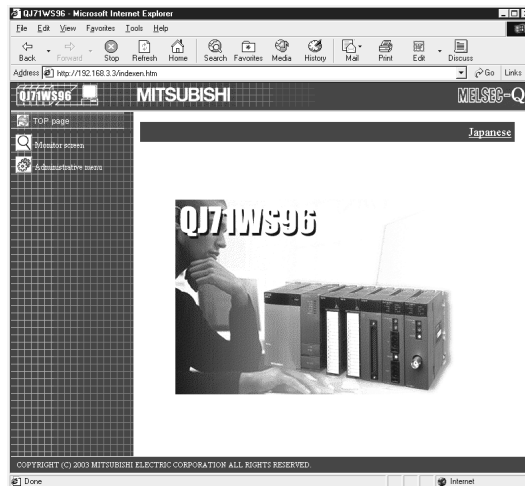 QJ71WS96 - Microsoft Internet Explorer
File Edit View Favorites Tools Help
Back Forward Stop Refresh Home Search Favorites Media History Mail Print Edit Discuss
Address http://192.168.3.3/indexen.htm Go Links
QJ71WS96 MITSUBISHI MELSEC-Q
TOP page
Japanese
Monitor screen
Administrative menu
QJ71WS96
COPYRIGHT (C) 2003 MITSUBISHI ELECTRIC CORPORATION ALL RIGHTS RESERVED.
Done Internet